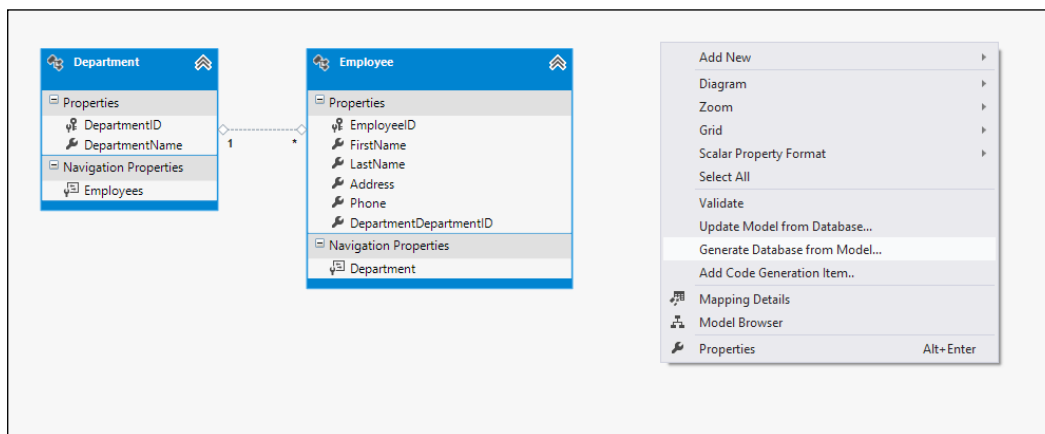 Department
Properties
DepartmentID
DepartmentName
Navigation Properties
Employees
1
*
Employee
Properties
EmployeeID
FirstName
LastName
Address
Phone
DepartmentDepartmentID
Navigation Properties
Department
Add New
Diagram
Zoom
Grid
Scalar Property Format
Select All
Validate
Update Model from Database...
Generate Database from Model...
Add Code Generation Item..
Mapping Details
Model Browser
Properties Alt+Enter